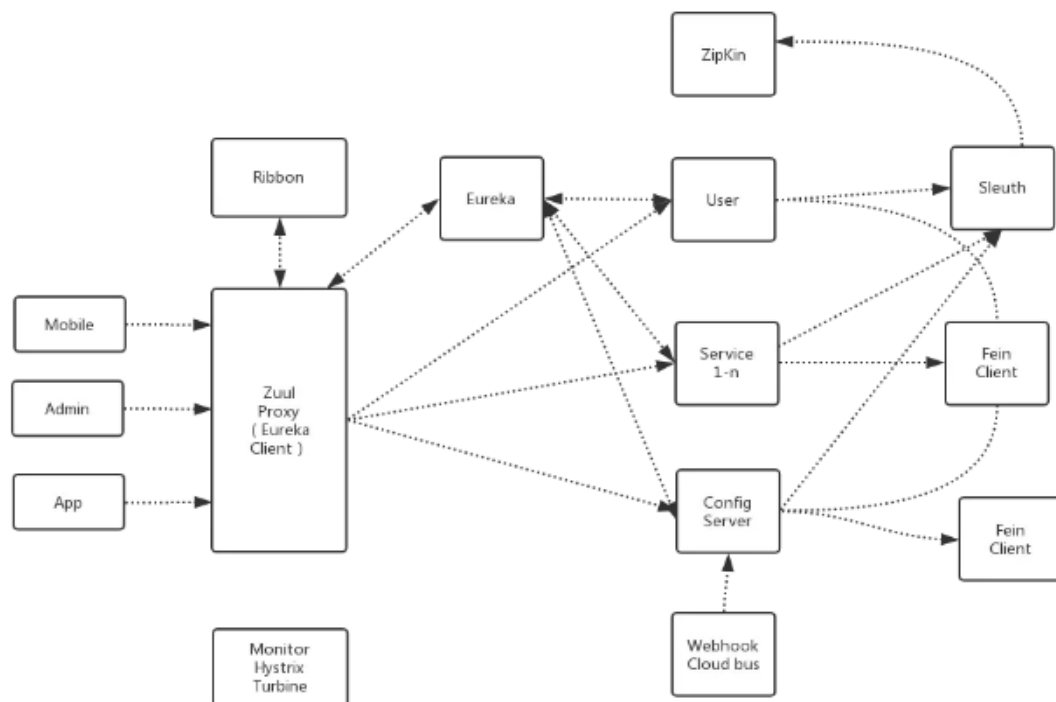 ZipKin
Ribbon
Eureka
User
Sleuth
Mobile
Admin
App
Zuul
Proxy
( Eureka
Client )
Service
1-n
Fein
Client
Config
Server
Fein
Client
Webhook
Cloud bus
Monitor
Hystrix
Turbine